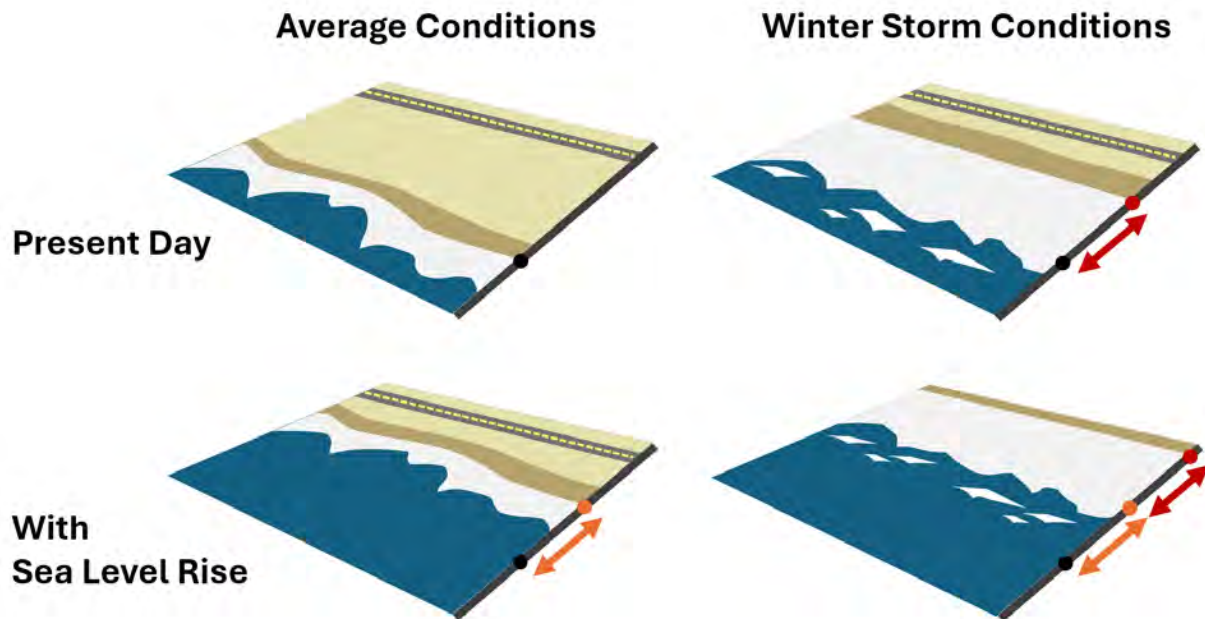 Average Conditions
Winter Storm Conditions
Present Day
With
Sea Level Rise